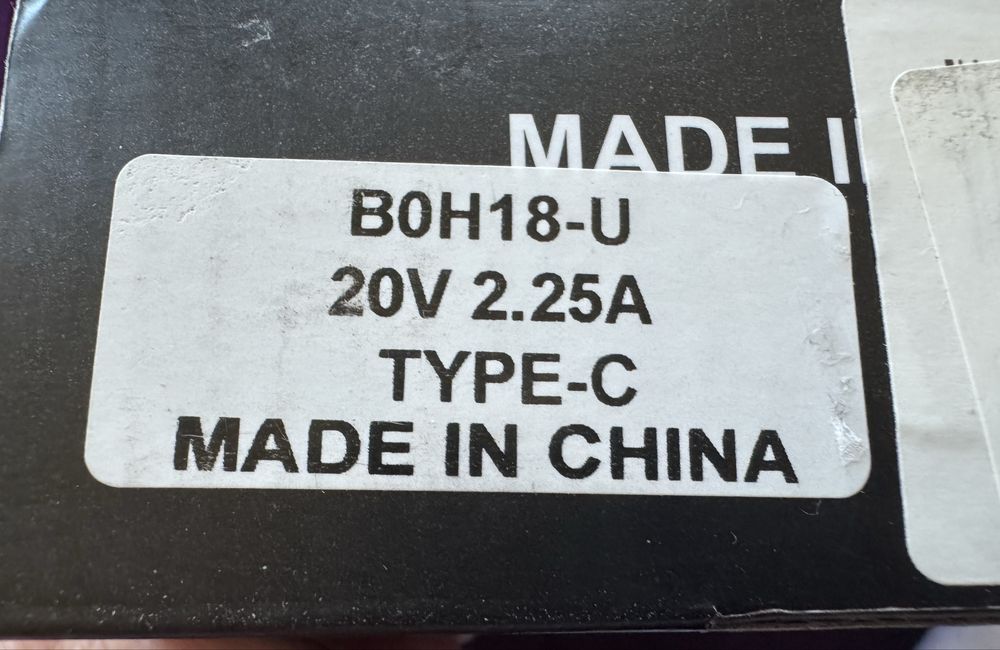 MADE I
B0H18-U
20V 2.25A
TYPE-C
MADE IN CHINA